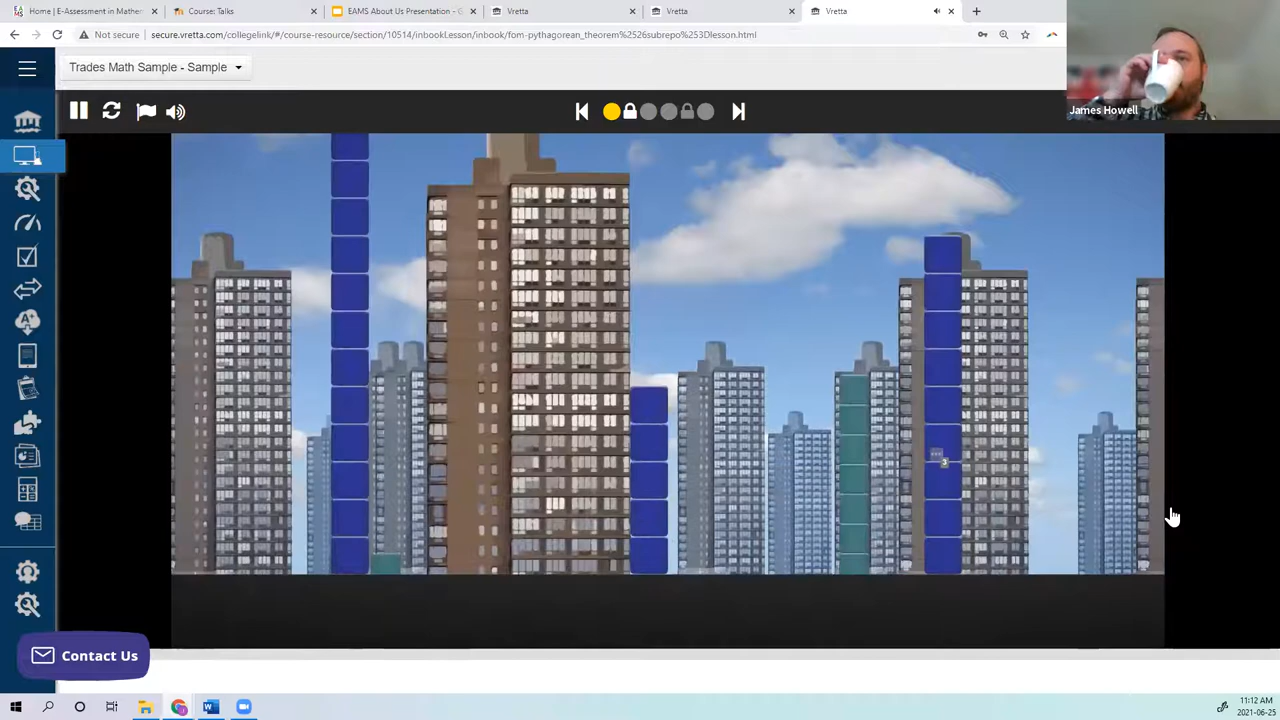 Home | E-Assessment in Mathem
Course: Talks
EAMS About Us Presentation - G
Vretta
Vretta
Vretta
Not secure
secure.vretta.com/collegelink/#/course-resource/section/10514/inbookLesson/inbook/fom-pythagorean_theorem%2526subrepo%253Dlesson.html
Trades Math Sample - Sample
James Howell
3
Contact Us
11:12 AM
2021-06-25